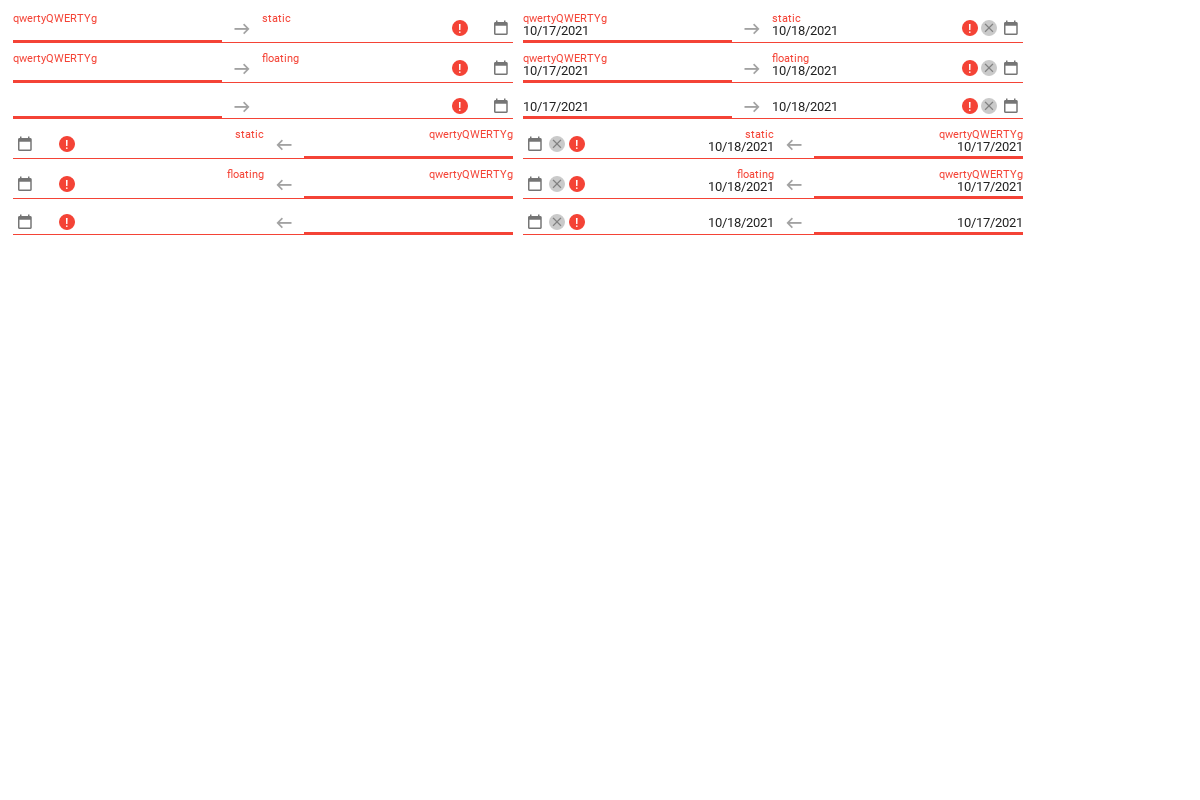 qwertyQWERTYg static qwertyQWERTYg static
10/17/2021 10/18/2021
qwertyQWERTYg floating qwertyQWERTYg floating
10/17/2021 10/18/2021
10/17/2021 10/18/2021
static qwertyQWERTYg static qwertyQWERTYg
10/18/2021 10/17/2021
floating qwertyQWERTYg floating qwertyQWERTYg
10/18/2021 10/17/2021
10/18/2021 10/17/2021